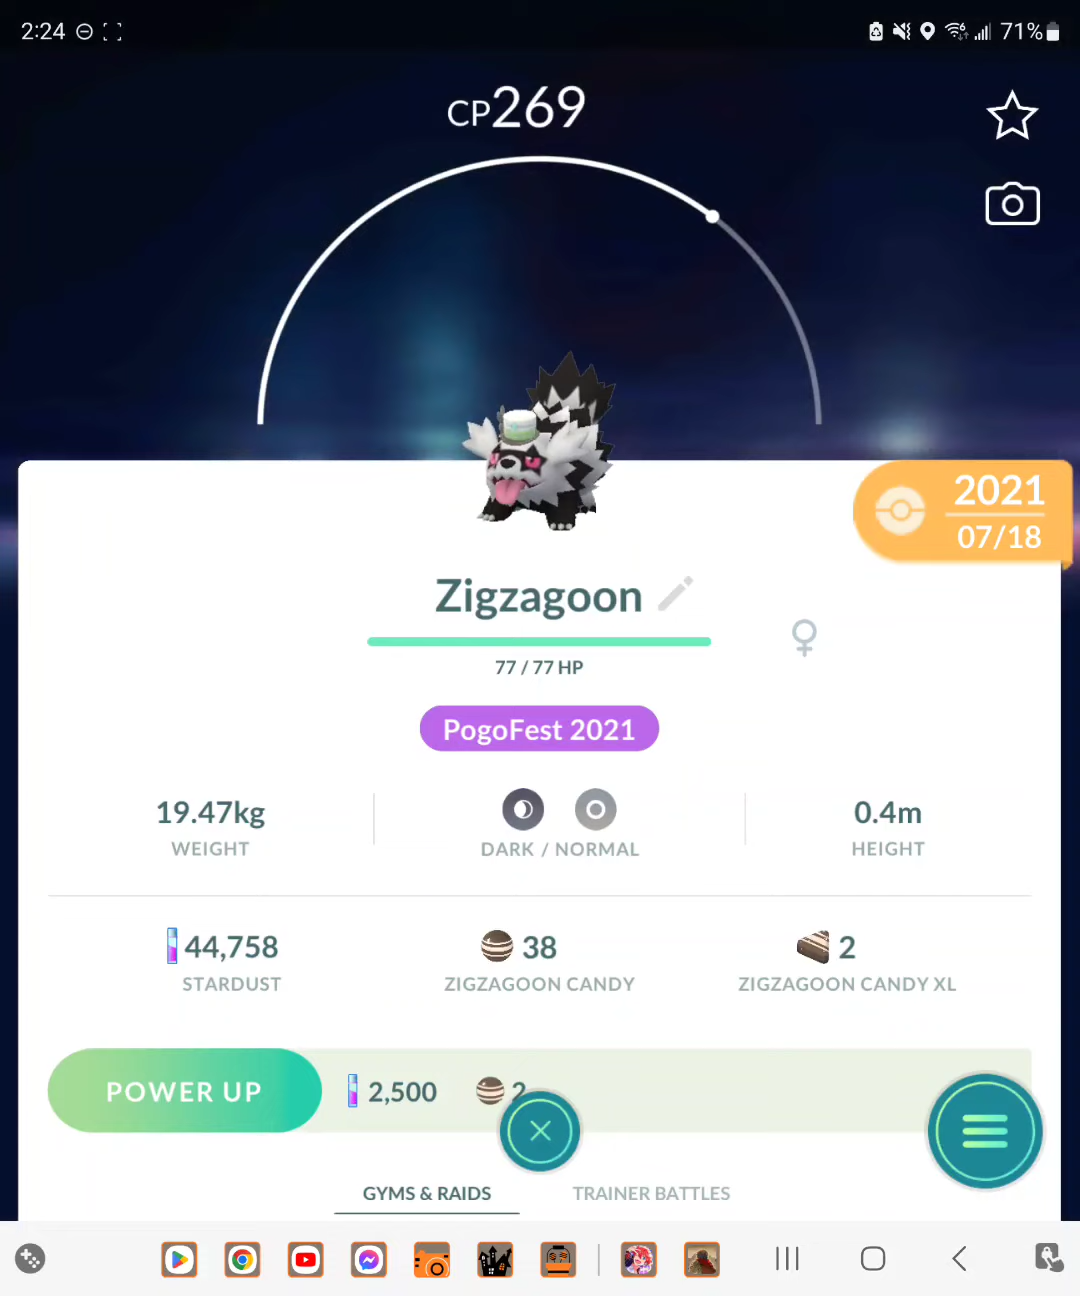 2:24
71%
CP269
2021
07/18
Zigzagoon
77 / 77 HP
PogoFest 2021
19.47kg
WEIGHT
DARK / NORMAL
0.4m
HEIGHT
44,758
STARDUST
38
ZIGZAGOON CANDY
2
ZIGZAGOON CANDY XL
POWER UP
2,500
2
GYMS & RAIDS
TRAINER BATTLES